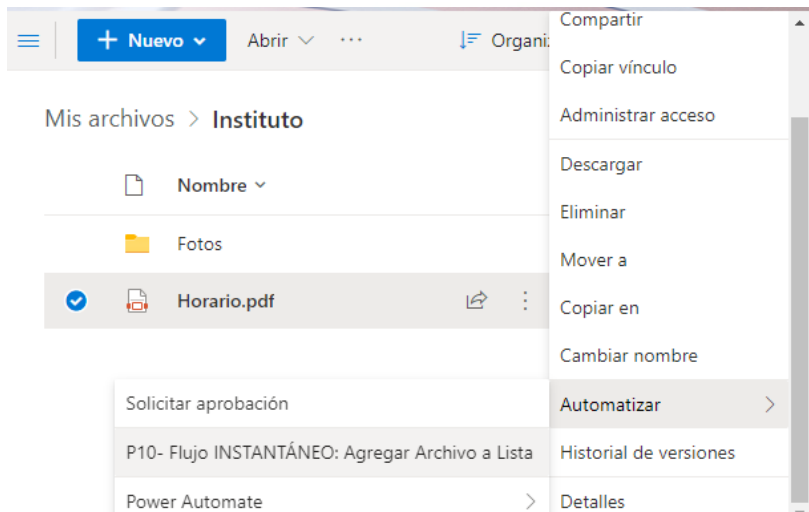 + Nuevo
Abrir
...
Organi
Mis archivos > Instituto
Nombre
Fotos
Horario.pdf
Compartir
Copiar vínculo
Administrar acceso
Descargar
Eliminar
Mover a
Copiar en
Cambiar nombre
Automatizar
Historial de versiones
Detalles
Solicitar aprobación
P10- Flujo INSTANTÁNEO: Agregar Archivo a Lista
Power Automate